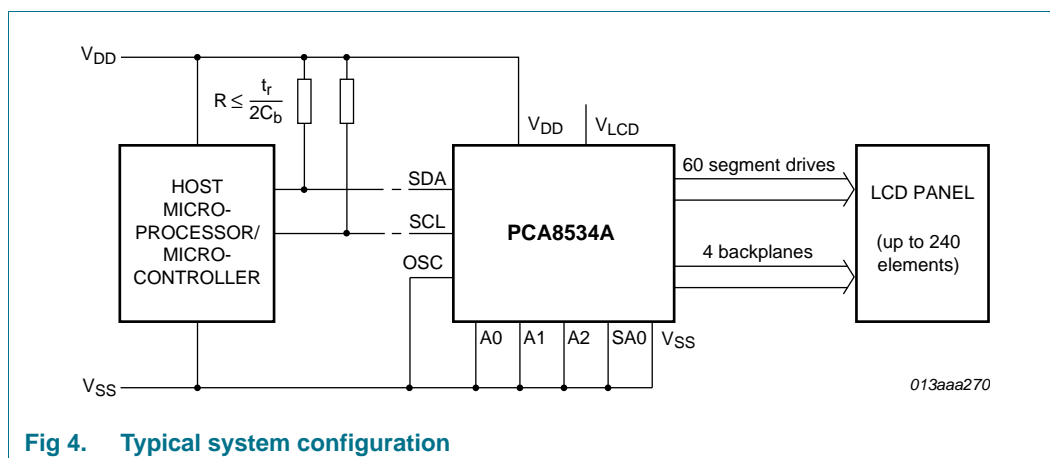 VDD
R ≤ tr
2Cb
VDD
VLCD
HOST
MICRO-
PROCESSOR/
MICRO-
CONTROLLER
SDA
SCL
OSC
PCA8534A
60 segment drives
4 backplanes
LCD PANEL
(up to 240
elements)
A0 A1 A2 SA0 VSS
VSS
013aaa270
Fig 4. Typical system configuration